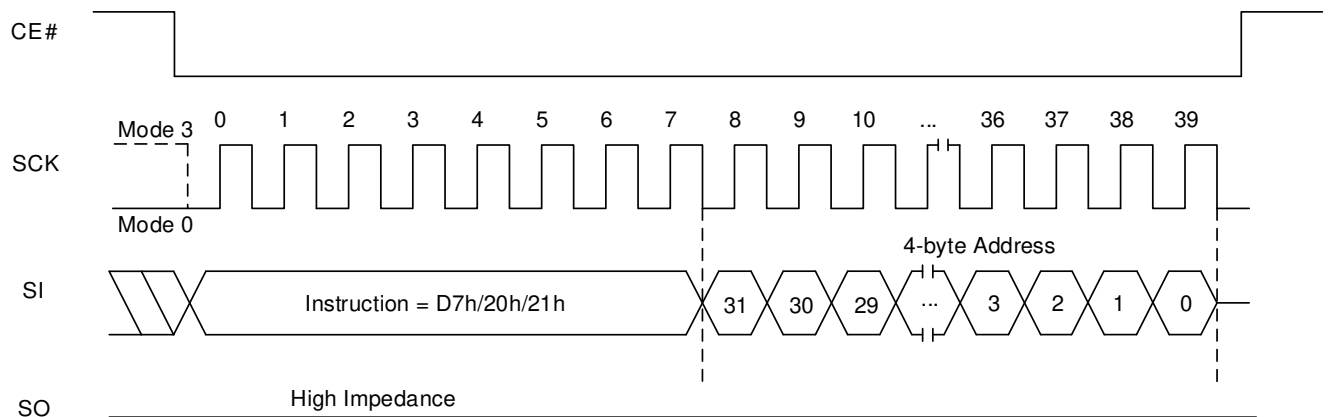 CE#
0 1 2 3 4 5 6 7 8 9 10 ... 36 37 38 39
Mode 3
SCK
Mode 0
4-byte Address
SI
Instruction = D7h/20h/21h 31 30 29 ... 3 2 1 0
High Impedance
SO